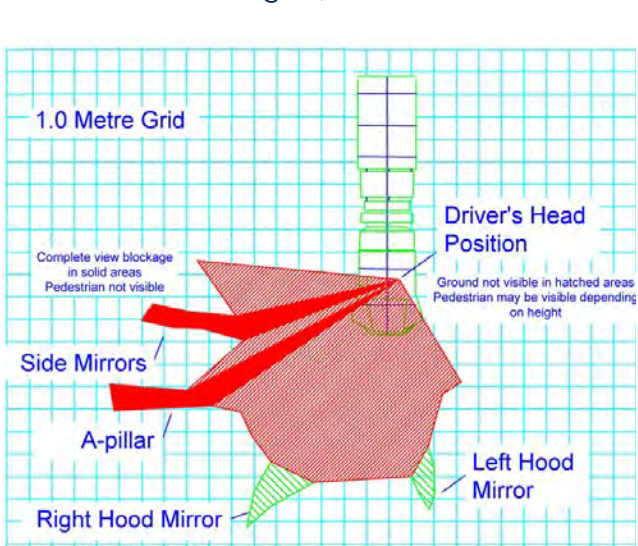 1.0 Metre Grid
Driver's Head
Position
Complete view blockage
in solid areas
Pedestrian not visible
Ground not visible in hatched areas
Pedestrian may be visible depending
on height
Side Mirrors
A-pillar
Left Hood
Mirror
Right Hood Mirror